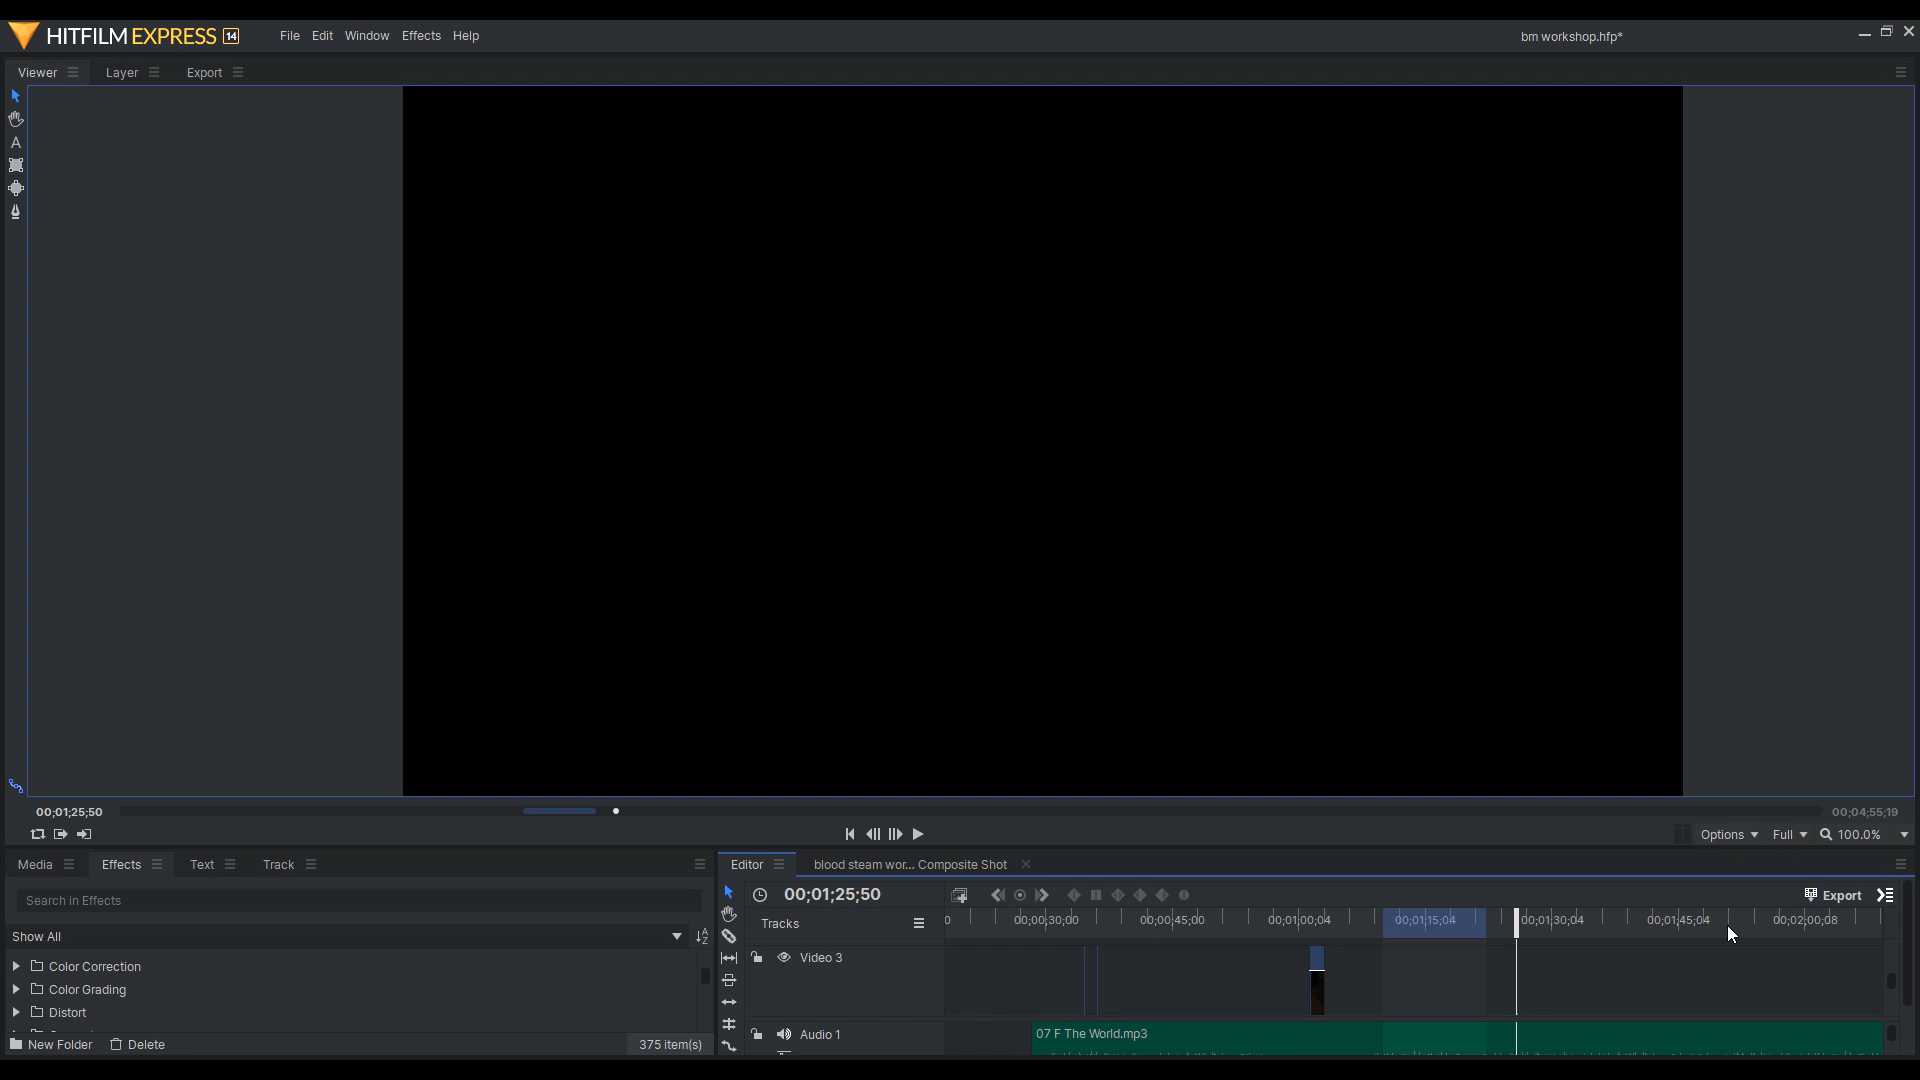 HITFILM EXPRESS 14 File Edit Window Effects Help bm workshop.hfp*
Viewer Layer Export
A
00;01;25;50 00;04;55;19
Options Full 100.0%
Media Effects Text Track
Search in Effects
Show All
Color Correction
Color Grading
Distort
New Folder Delete 375 item(s)
Editor blood steam wor... Composite Shot
00;01;25;50 Export
Tracks 0 00;00;30;00 00;00;45;00 00;01;00;04 00;01;15;04 00;01;30;04 00;01;45;04 00;02;00;08
Video 3
Audio 1 07 F The World.mp3